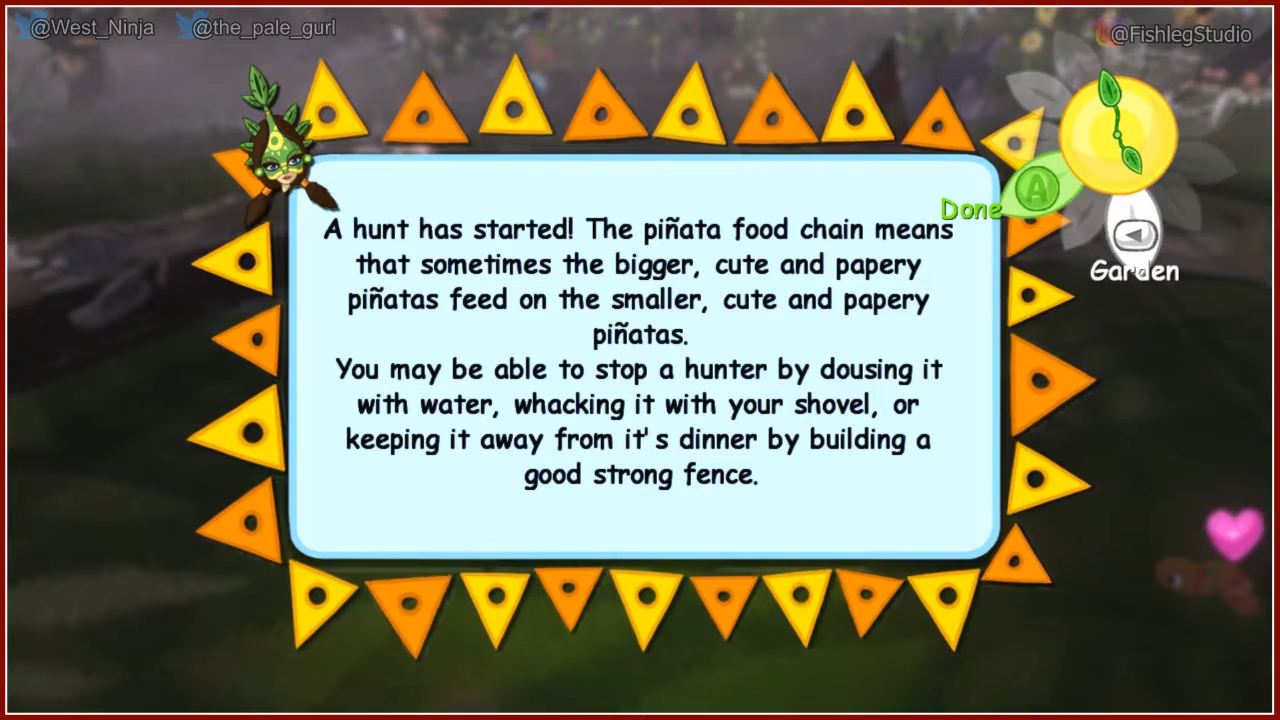 @West_Ninja @the_pale_gurl @FishlegStudio
A
Done
Garden
A hunt has started! The piñata food chain means
that sometimes the bigger, cute and papery
piñatas feed on the smaller, cute and papery
piñatas.
You may be able to stop a hunter by dousing it
with water, whacking it with your shovel, or
keeping it away from it's dinner by building a
good strong fence.